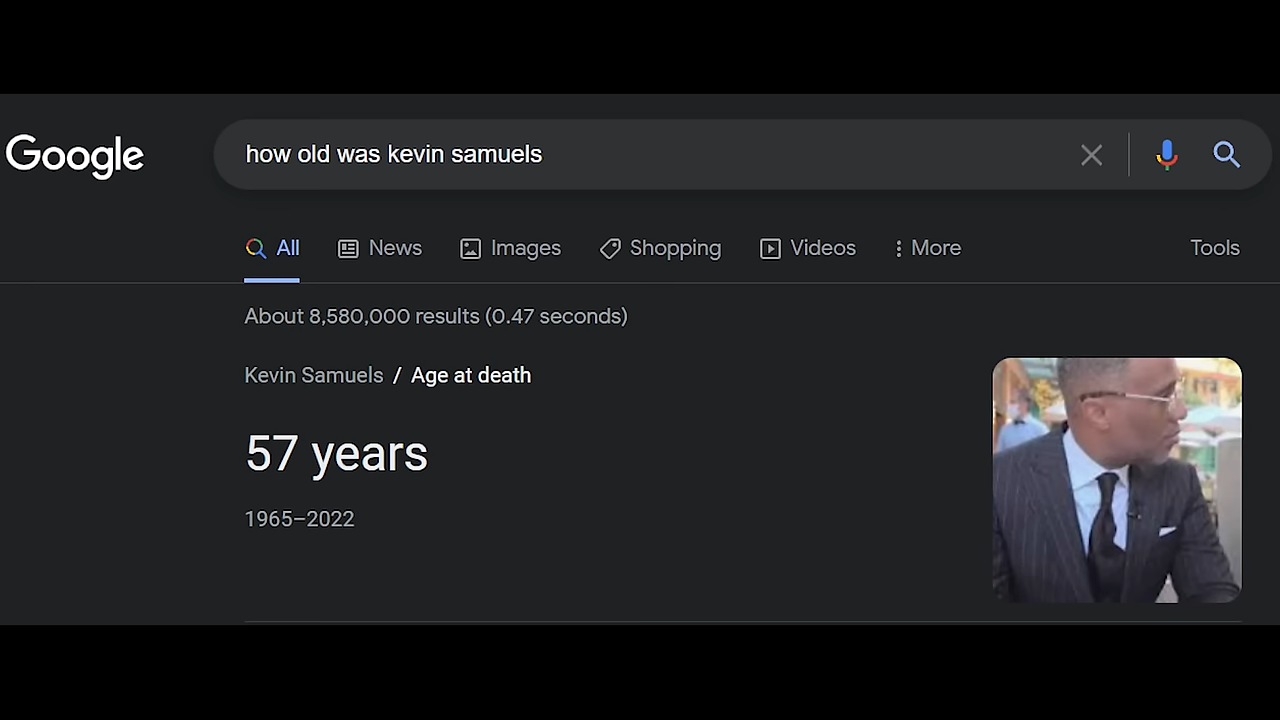 Google
how old was kevin samuels
All News Images Shopping Videos More Tools
About 8,580,000 results (0.47 seconds)
Kevin Samuels / Age at death
57 years
1965–2022